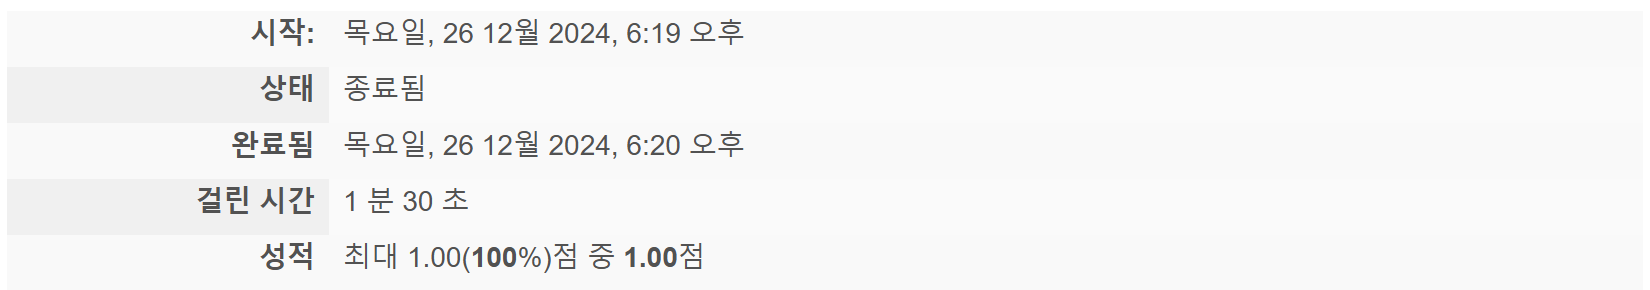 시작: 목요일, 26 12월 2024, 6:19 오후
상태 종료됨
완료됨 목요일, 26 12월 2024, 6:20 오후
걸린 시간 1 분 30 초
성적 최대 1.00(100%)점 중 1.00점